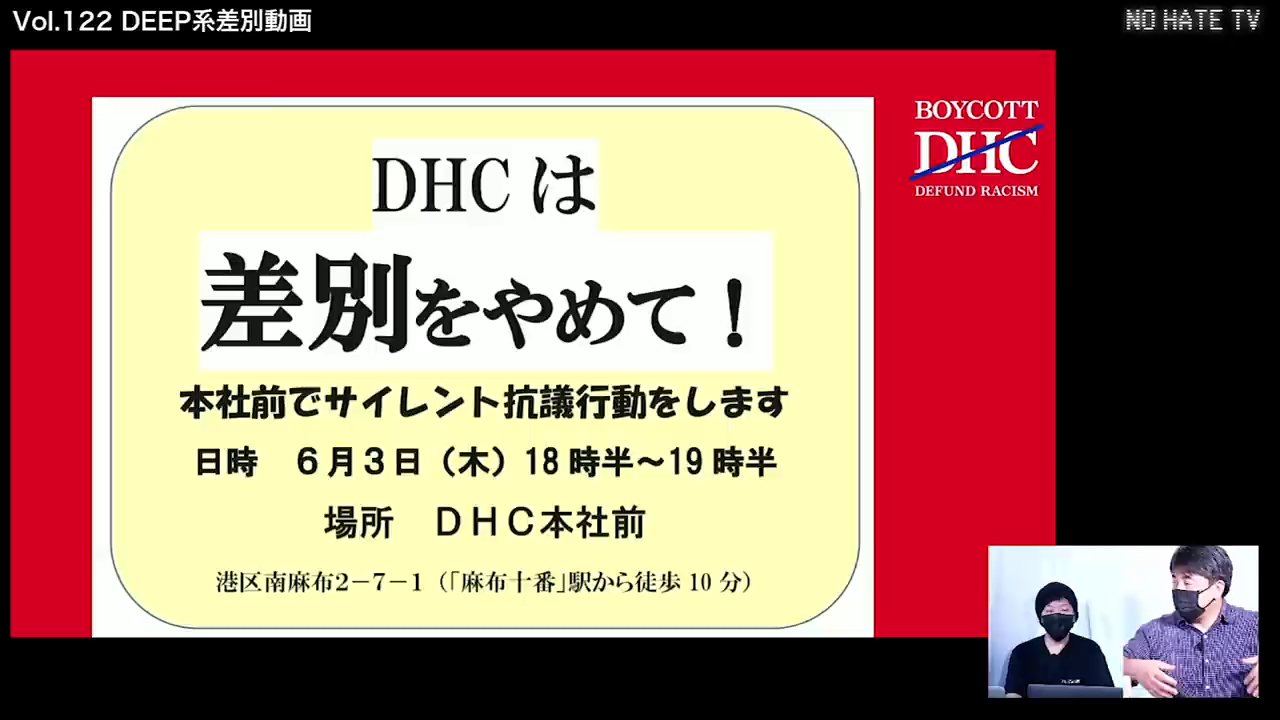 Vol.122 DEEP系差別動画
NO HATE TV
BOYCOTT
DHC
DEFUND RACISM
DHCは
差別をやめて！
本社前でサイレント抗議行動をします
日時　６月３日（木）18時半～19時半
場所　ＤＨＣ本社前
港区南麻布2－7－1（「麻布十番」駅から徒歩10分）